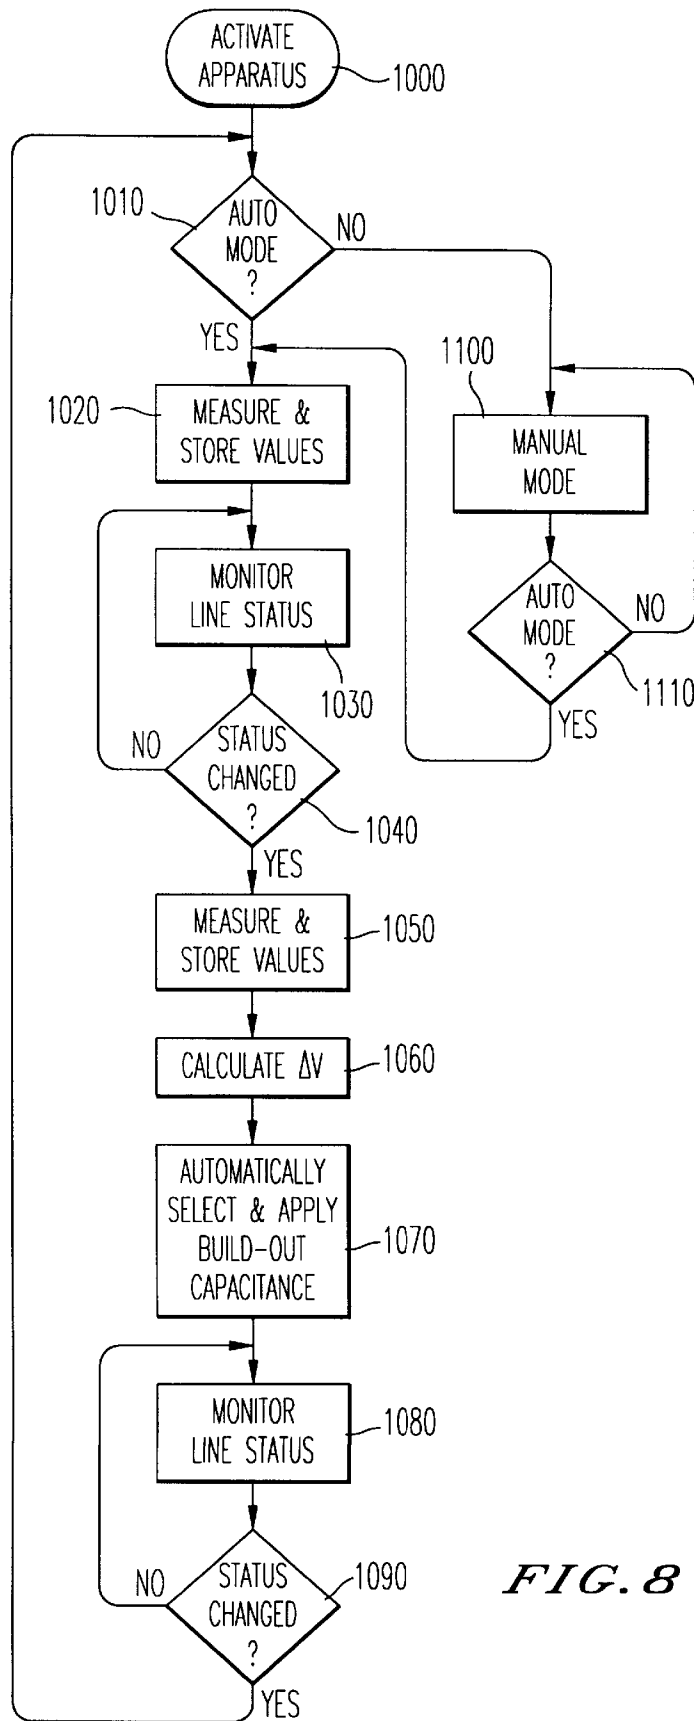 ACTIVATE
APPARATUS
1000
1010
AUTO
MODE
?
NO
YES
1020
MEASURE &
STORE VALUES
1100
MANUAL
MODE
MONITOR
LINE STATUS
1030
AUTO
MODE
?
NO
1110
YES
NO
STATUS
CHANGED
?
1040
YES
MEASURE &
STORE VALUES
1050
CALCULATE ΔV
1060
AUTOMATICALLY
SELECT & APPLY
BUILD-OUT
CAPACITANCE
1070
MONITOR
LINE STATUS
1080
NO
STATUS
CHANGED
?
1090
YES
FIG. 8